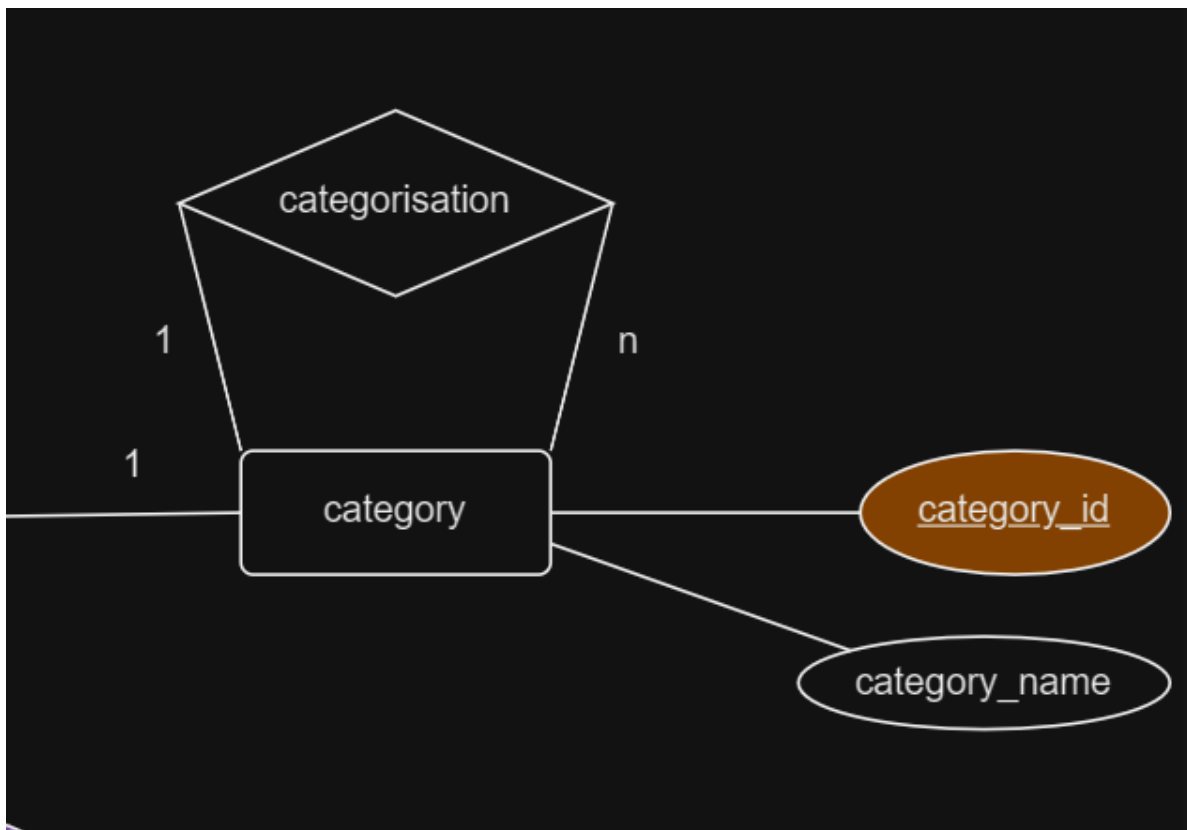 categorisation
1
n
1
category
category_id
category_name